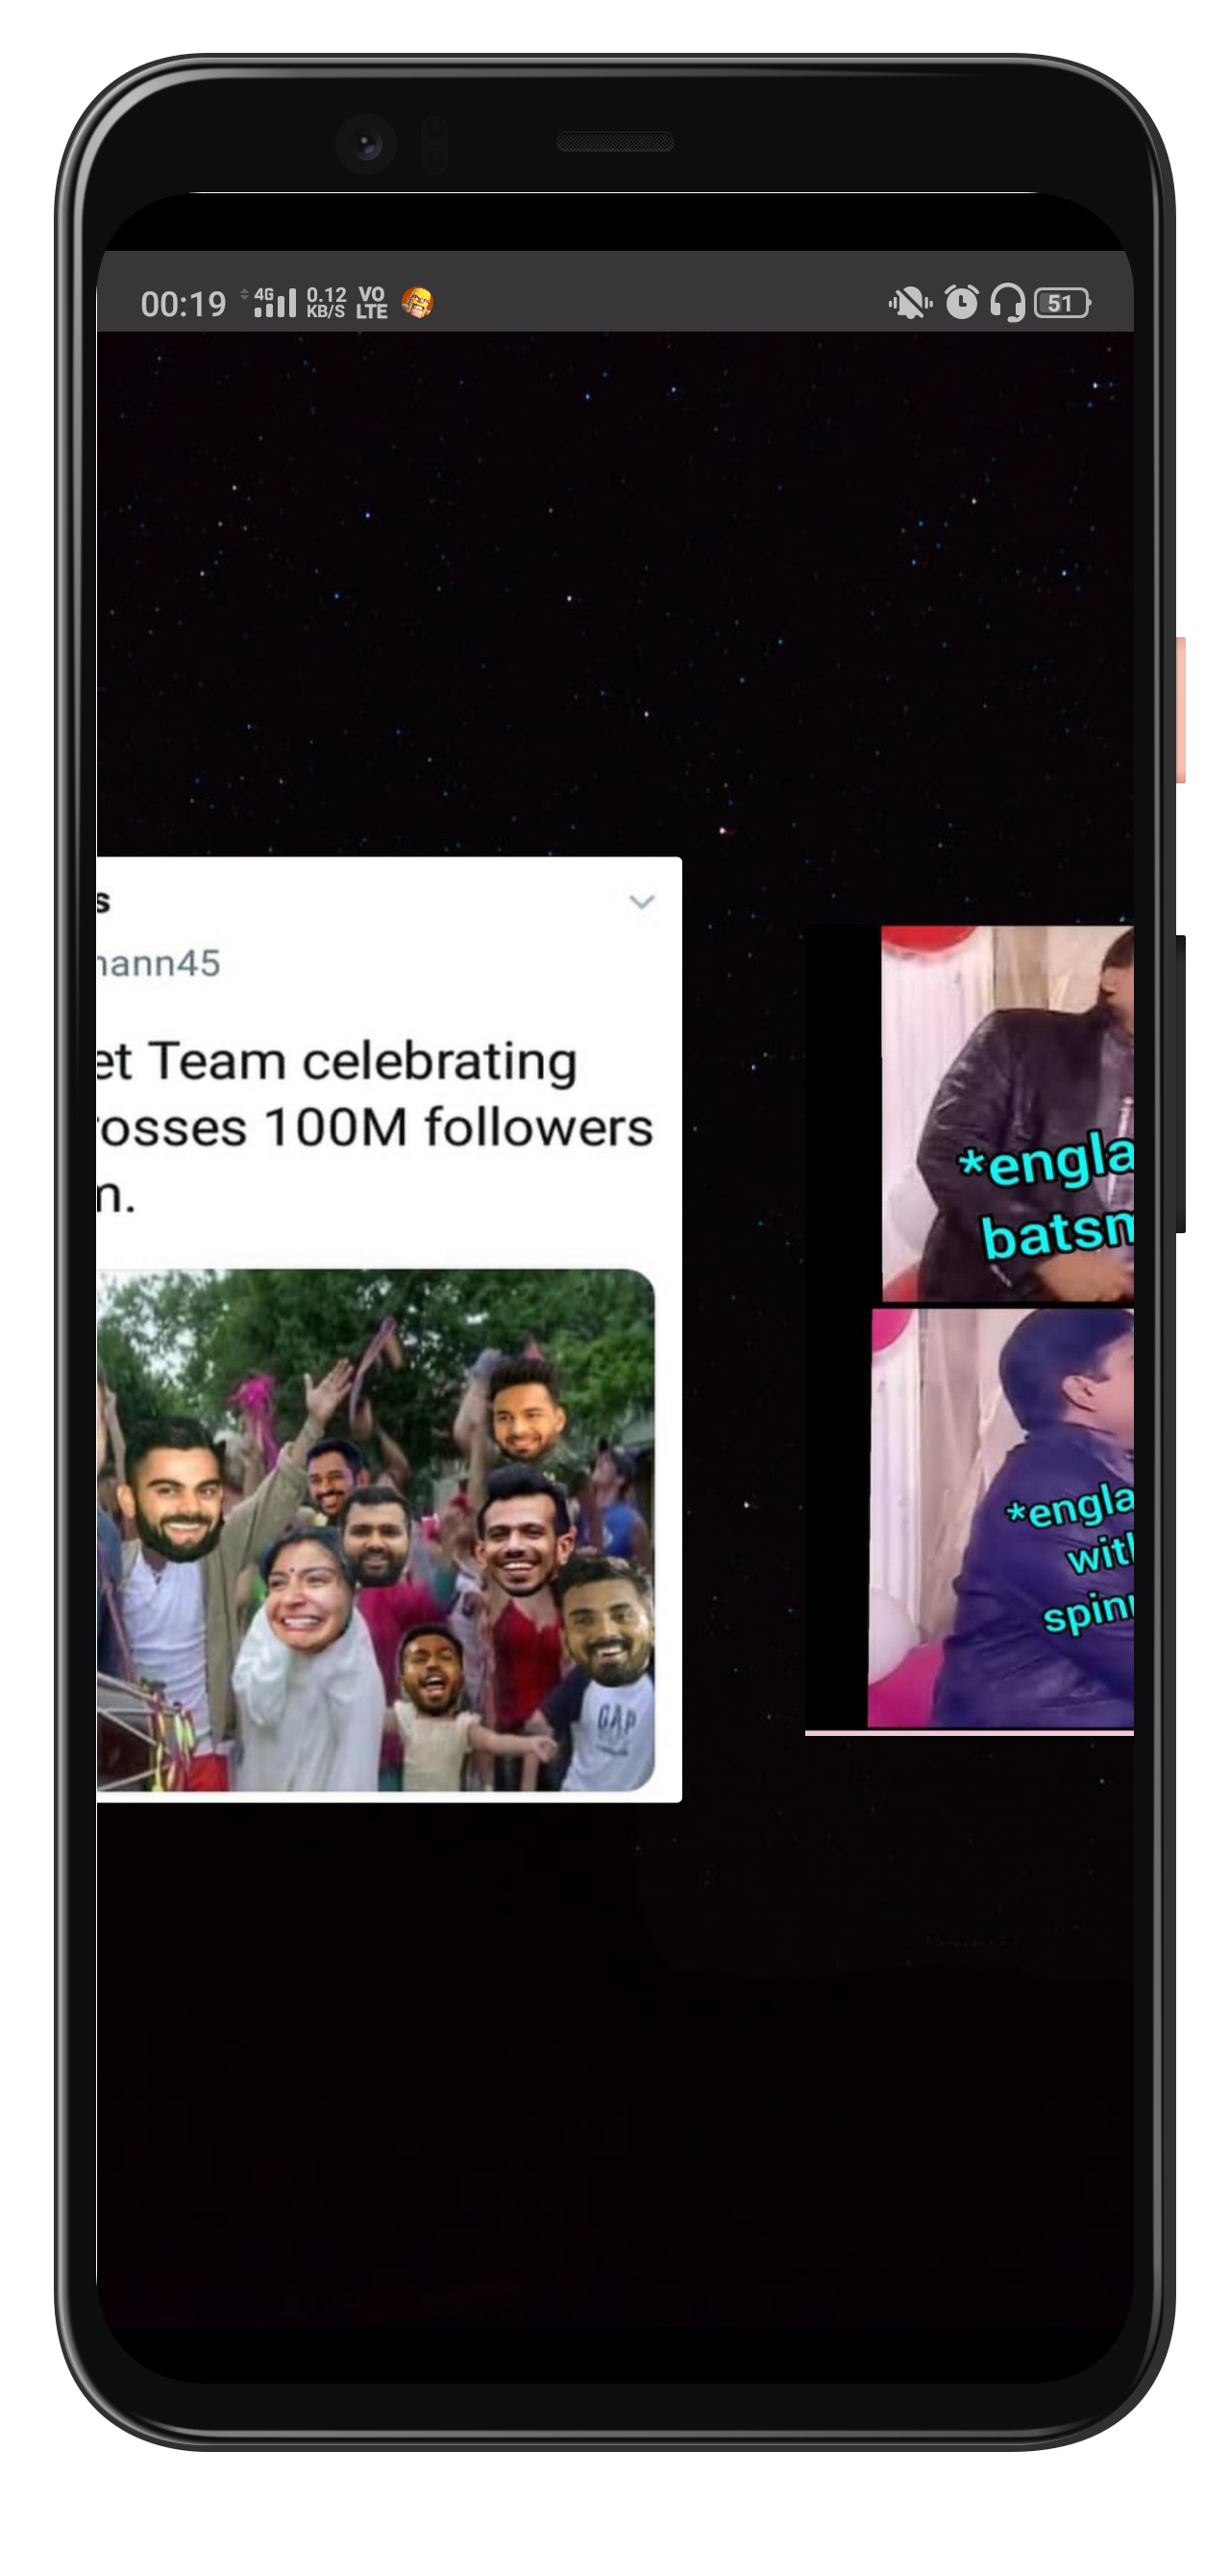 00:19 4G 0.12 KB/S VO LTE
51
s
nann45
et Team celebrating
rosses 100M followers
n.
GAP
*engla
batsm
*engla
with
spinn